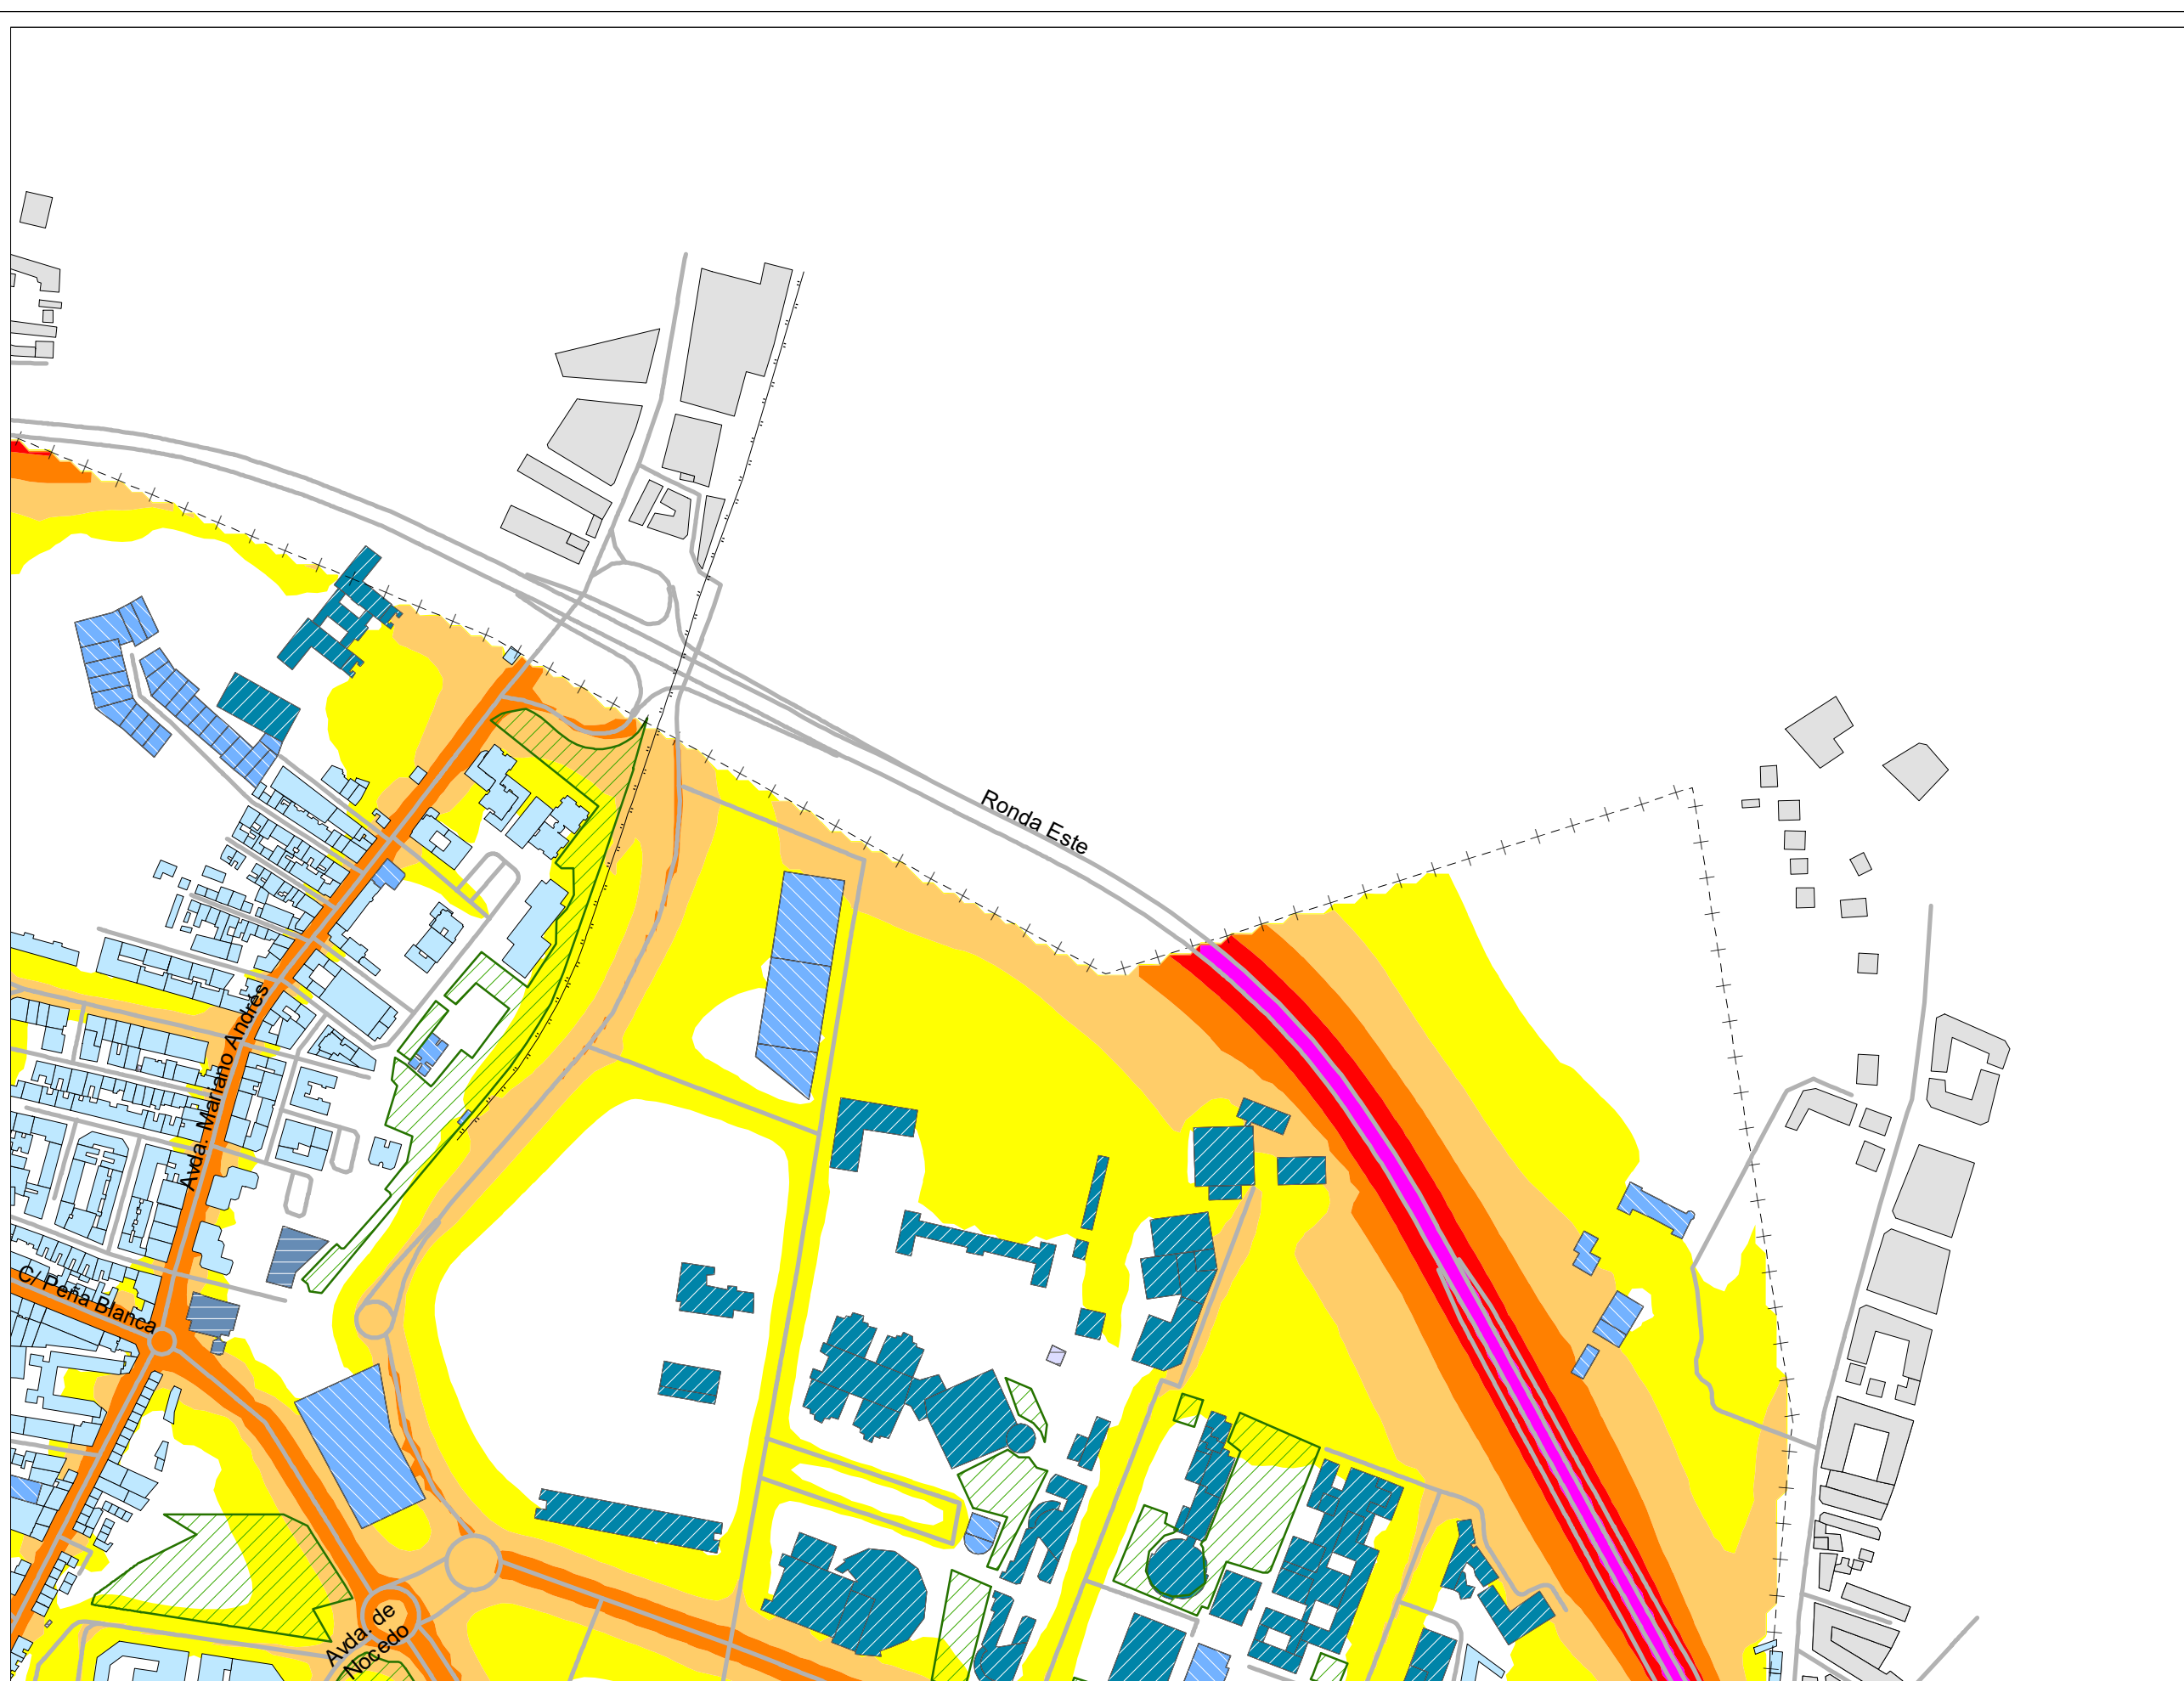 Ronda Este
Avda. Mariano Andrés
C/ Peña Blanca
Avda. de
Nocedo